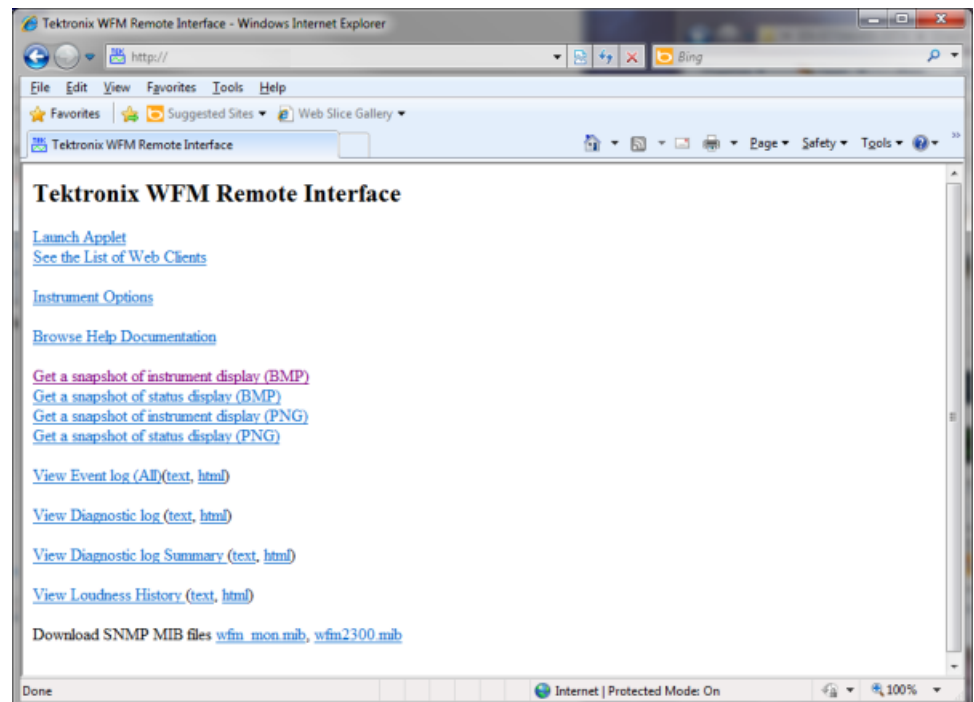 Tektronix WFM Remote Interface - Windows Internet Explorer
http:// Bing
File Edit View Favorites Tools Help
Favorites Suggested Sites Web Slice Gallery
Tektronix WFM Remote Interface Page Safety Tools
Tektronix WFM Remote Interface
Launch Applet
See the List of Web Clients
Instrument Options
Browse Help Documentation
Get a snapshot of instrument display (BMP)
Get a snapshot of status display (BMP)
Get a snapshot of instrument display (PNG)
Get a snapshot of status display (PNG)
View Event log (All)(text, html)
View Diagnostic log (text, html)
View Diagnostic log Summary (text, html)
View Loudness History (text, html)
Download SNMP MIB files wfm_mon.mib, wfm2300.mib
Done Internet | Protected Mode: On 100%